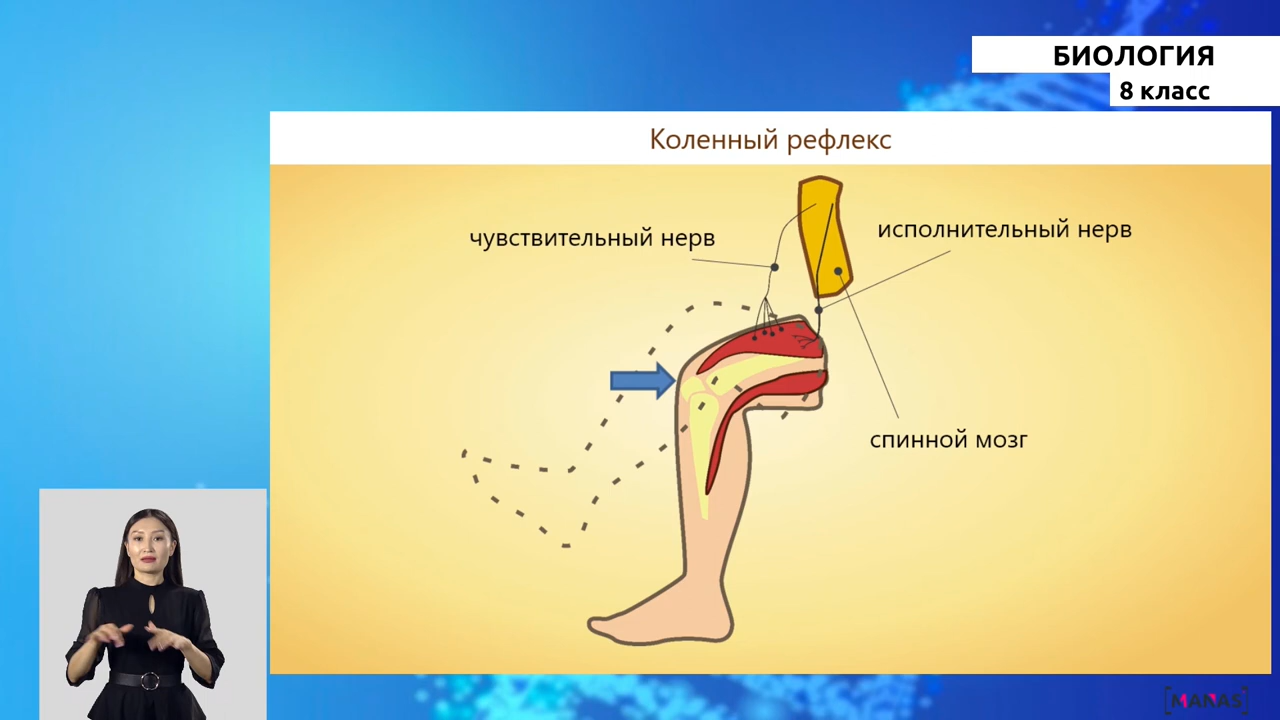 БИОЛОГИЯ
8 класс
Коленный рефлекс
чувствительный нерв
исполнительный нерв
спинной мозг
MANAS